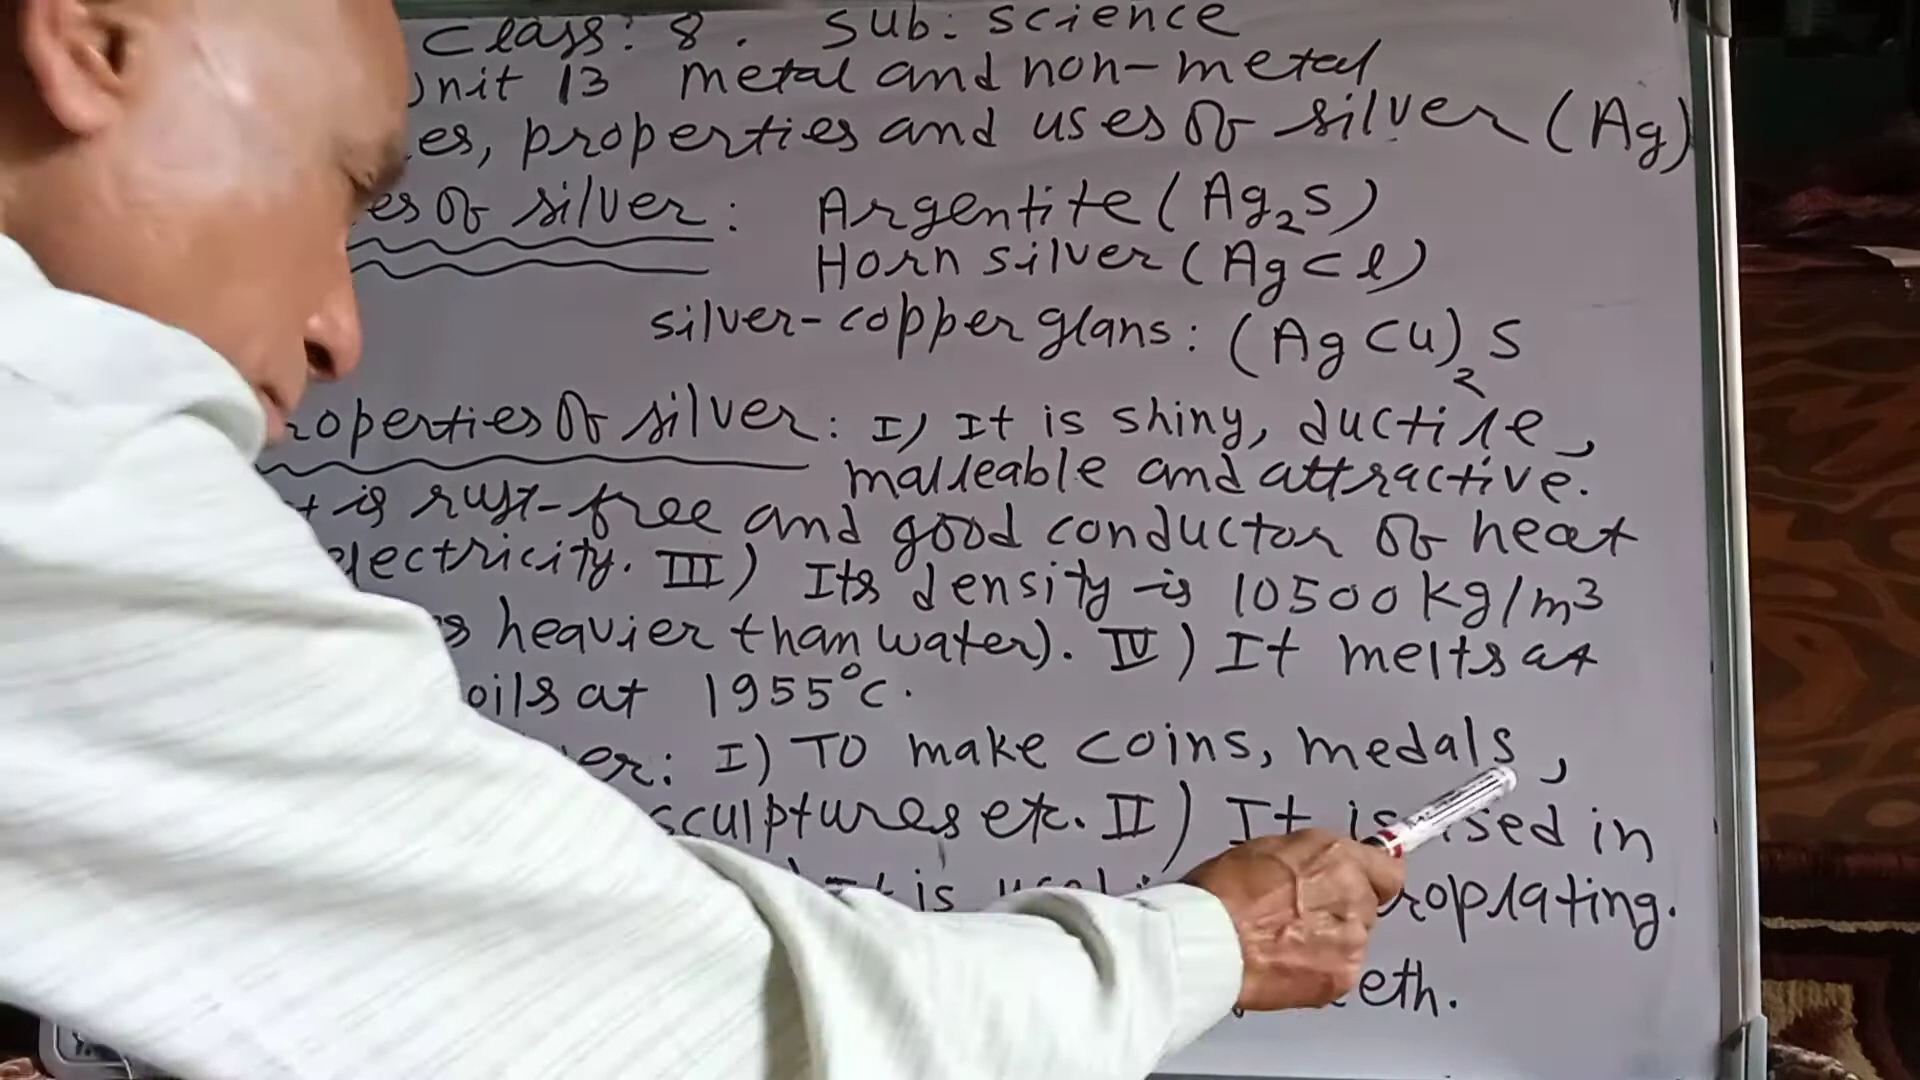 Class: 8. Sub: science
Unit 13 metal and non-metal
es, properties and uses of silver (Ag)
es of silver: Argentite (Ag₂S)
Horn silver (AgCl)
silver-copper glans: (AgCu)₂S
roperties of silver: I) It is shiny, ductile,
malleable and attractive.
t is rust-free and good conductor of heat
electricity. III) Its density is 10500 kg/m³
heavier than water). IV) It melts at
oils at 1955°C.
er: I) To make coins, medals,
sculptures etc. II) It is used in
is roplating.
eeth.